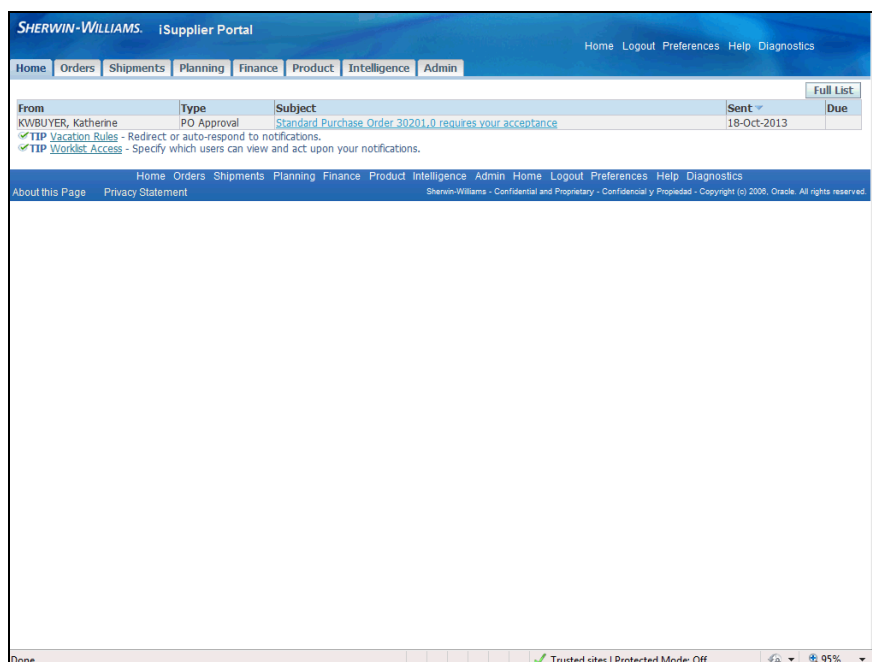 SHERWIN-WILLIAMS. iSupplier Portal
Home Logout Preferences Help Diagnostics
Home Orders Shipments Planning Finance Product Intelligence Admin
Full List
From Type Subject Sent Due
KWBUYER, Katherine PO Approval Standard Purchase Order 30201,0 requires your acceptance 18-Oct-2013
TIP Vacation Rules - Redirect or auto-respond to notifications.
TIP Worklist Access - Specify which users can view and act upon your notifications.
Home Orders Shipments Planning Finance Product Intelligence Admin Home Logout Preferences Help Diagnostics
About this Page Privacy Statement Sherwin-Williams - Confidential and Proprietary - Confidencial y Propiedad - Copyright (c) 2006, Oracle. All rights reserved.
Done Trusted sites | Protected Mode: Off 95%